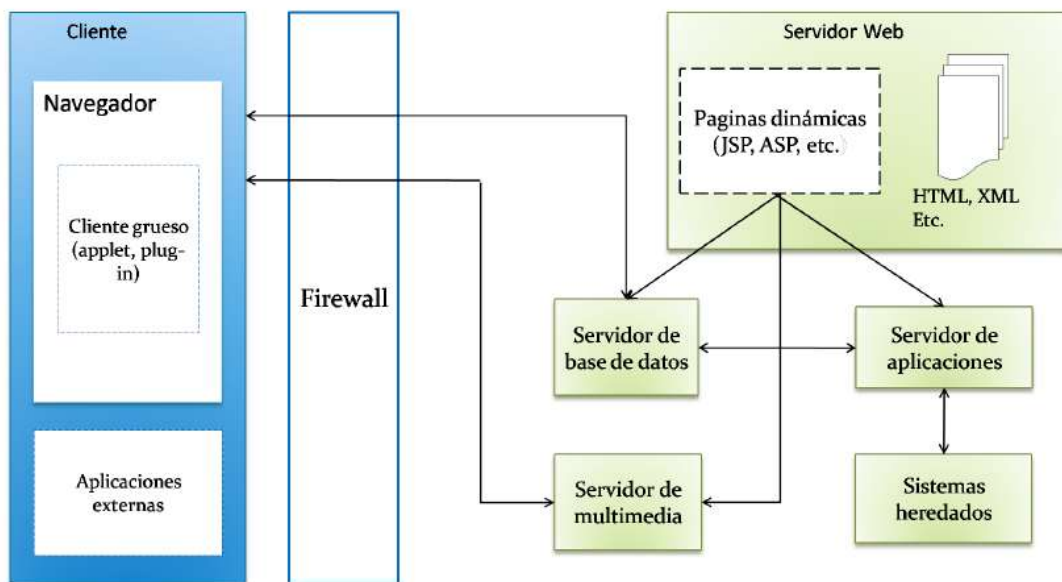 Cliente
Navegador
Cliente grueso
(applet, plug-
in)
Aplicaciones
externas
Firewall
Servidor Web
Paginas dinámicas
(JSP, ASP, etc.)
HTML, XML
Etc.
Servidor de
base de datos
Servidor de
aplicaciones
Servidor de
multimedia
Sistemas
heredados